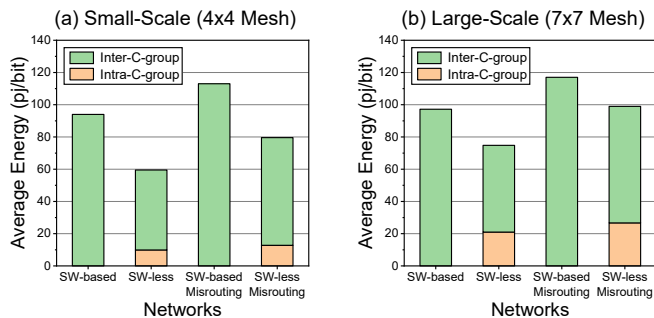 (a) Small-Scale (4x4 Mesh)
140
120
100
80
60
40
20
0
Average Energy (pj/bit)
Inter-C-group
Intra-C-group
SW-based
SW-less
SW-based
Misrouting
SW-less
Misrouting
Networks
(b) Large-Scale (7x7 Mesh)
140
120
100
80
60
40
20
0
Average Energy (pj/bit)
Inter-C-group
Intra-C-group
SW-based
SW-less
SW-based
Misrouting
SW-less
Misrouting
Networks